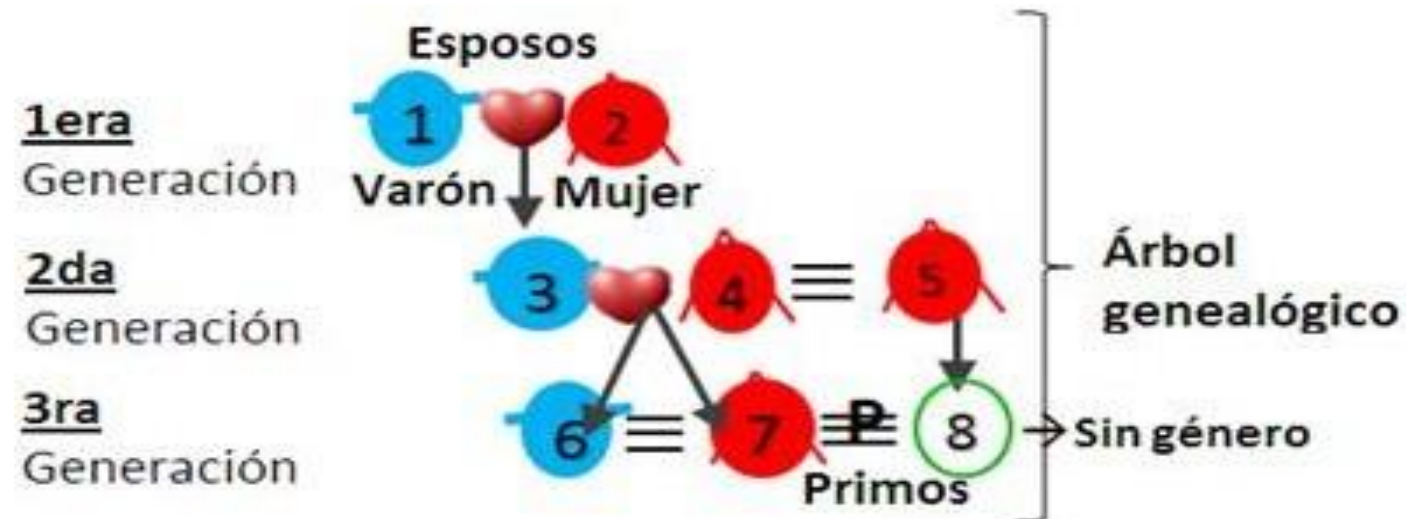 Esposos
1era
Generación
1
2
Varón
Mujer
2da
Generación
3
4
5
Árbol
genealógico
3ra
Generación
6
7
P
8
Sin género
Primos